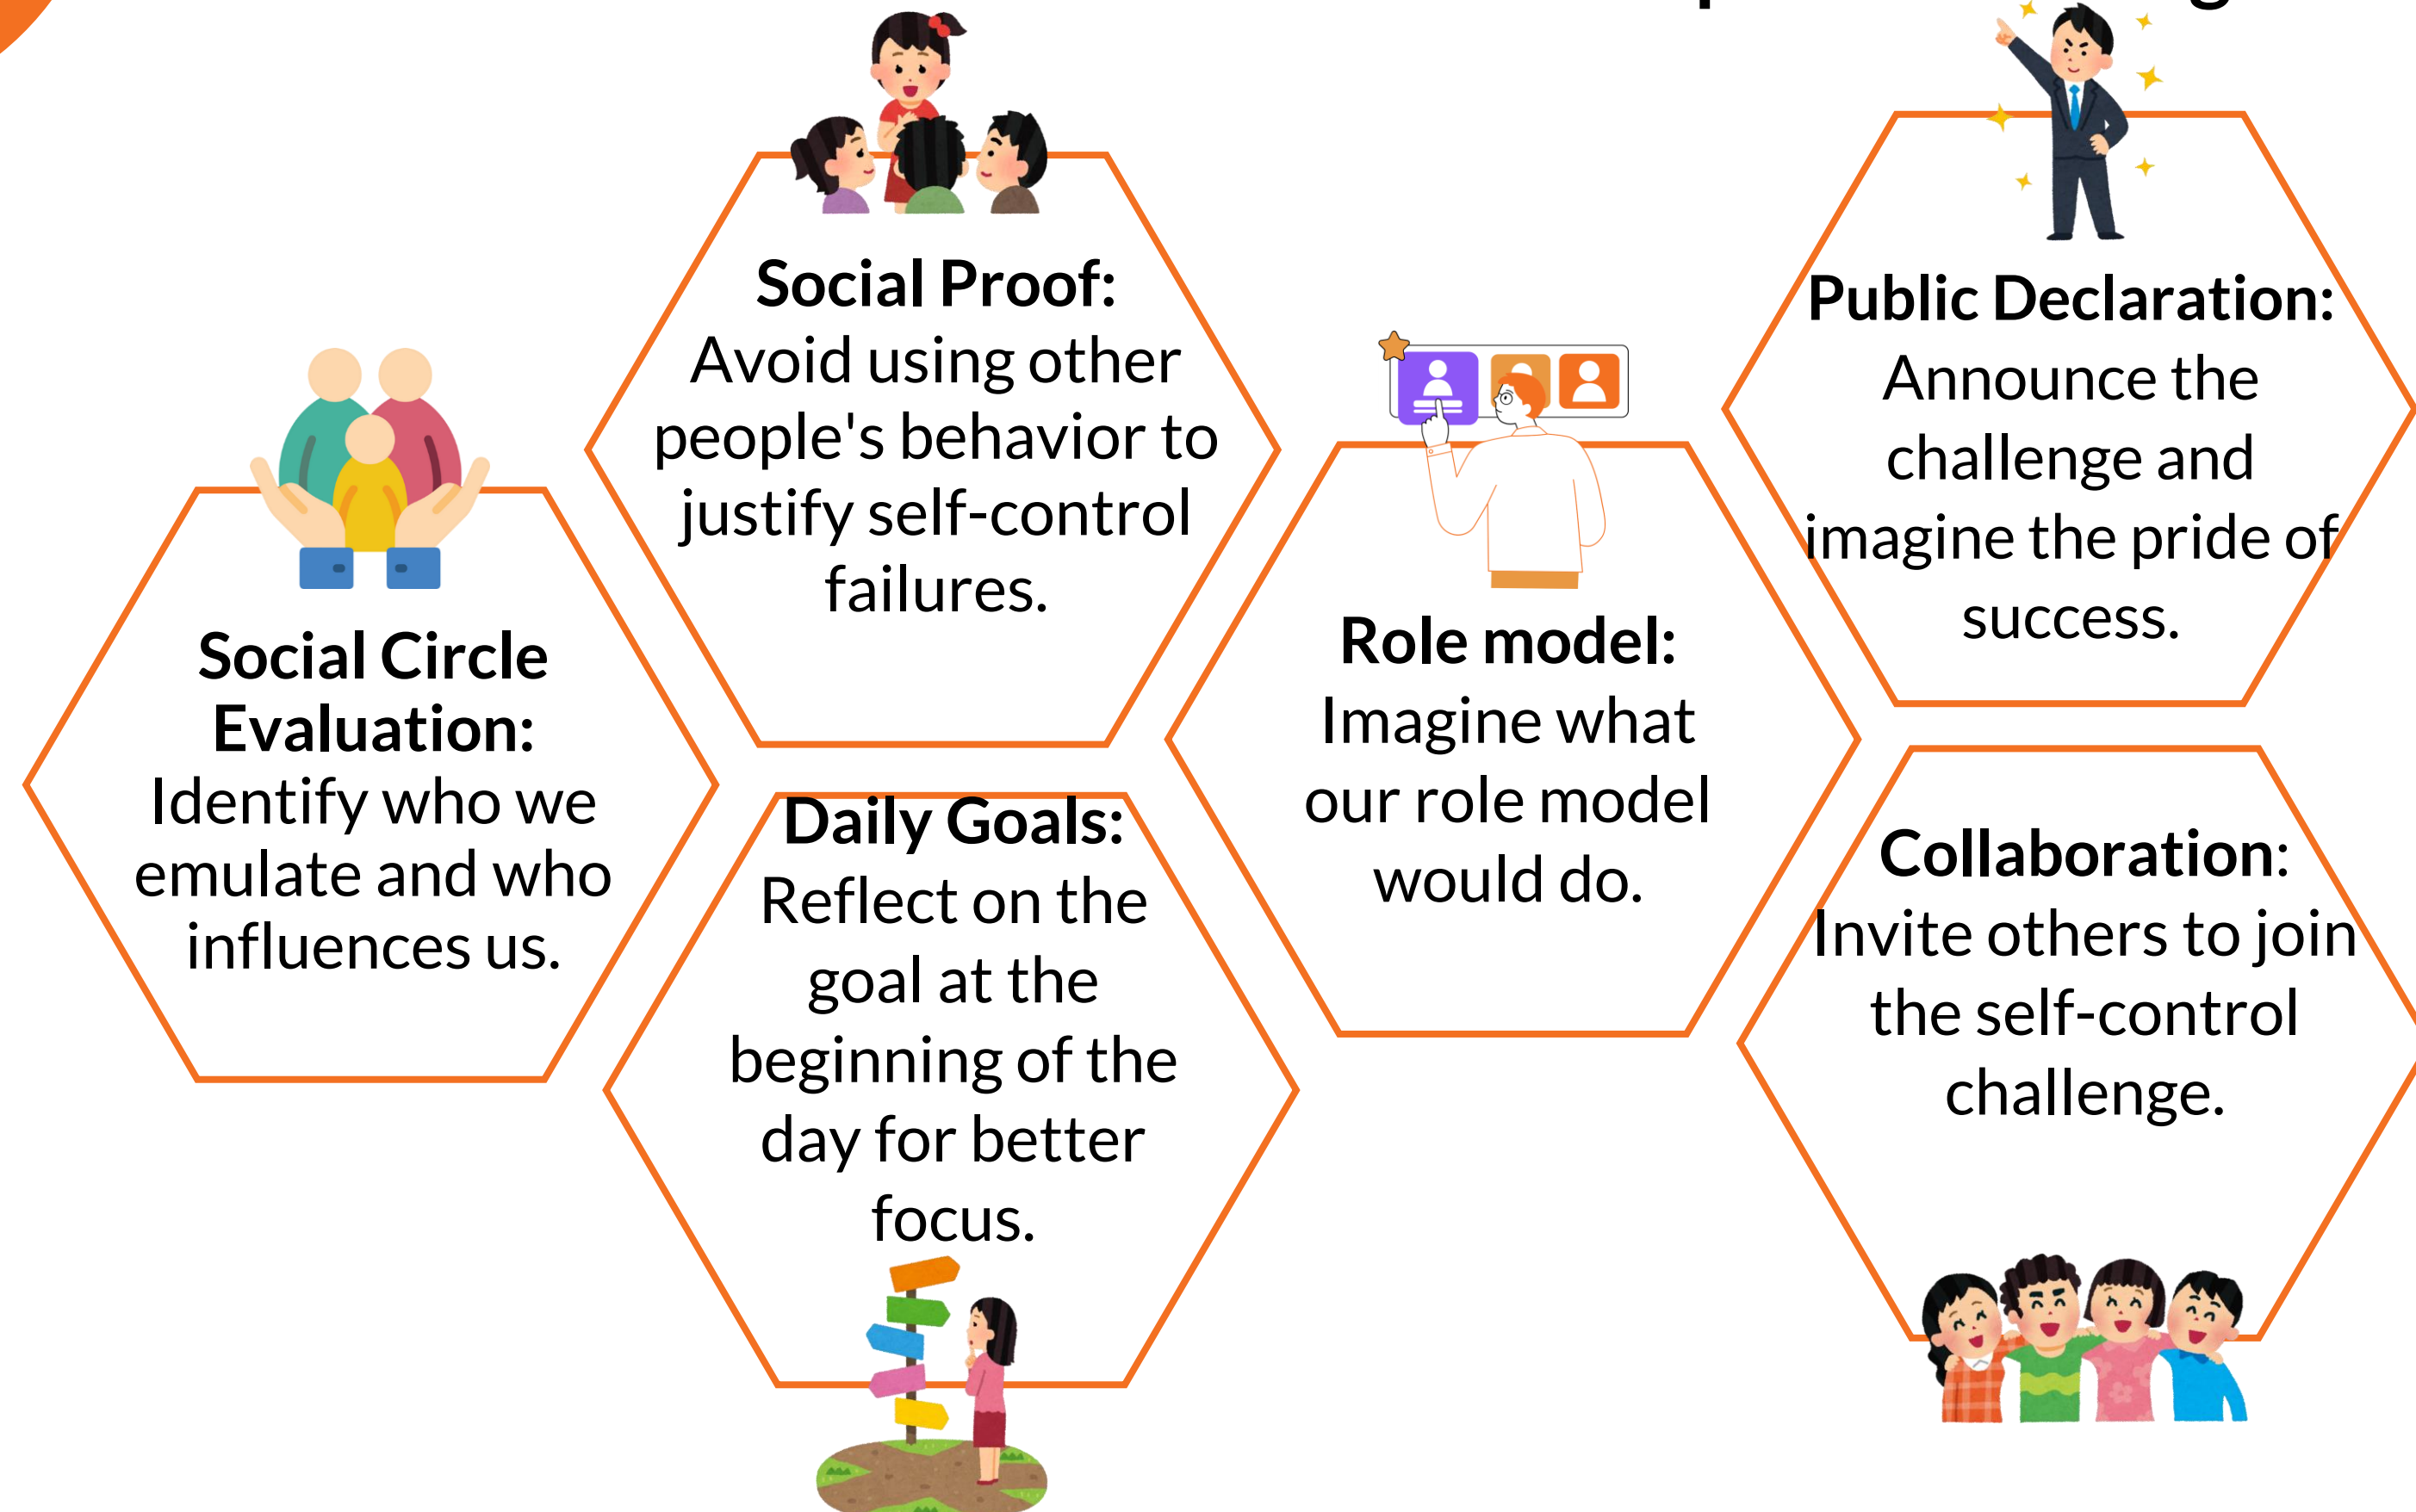 Social Circle
Evaluation:
Identify who we
emulate and who
influences us.
Social Proof:
Avoid using other
people's behavior to
justify self-control
failures.
Daily Goals:
Reflect on the
goal at the
beginning of the
day for better
focus.
Role model:
Imagine what
our role model
would do.
Public Declaration:
Announce the
challenge and
imagine the pride of
success.
Collaboration:
Invite others to join
the self-control
challenge.